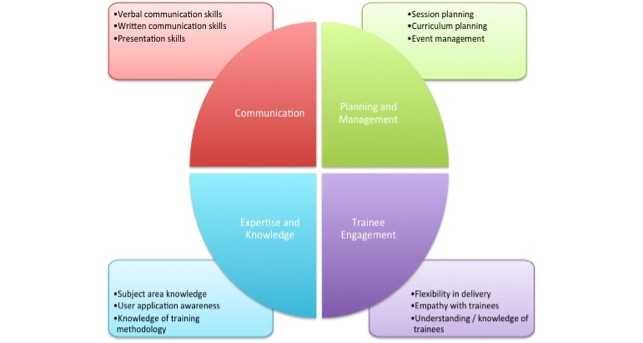 •Verbal communication skills
•Written communication skills
•Presentation skills
•Session planning
•Curriculum planning
•Event management
Communication
Planning and
Management
Expertise and
Knowledge
Trainee
Engagement
•Subject area knowledge
•User application awareness
•Knowledge of training
methodology
•Flexibility in delivery
•Empathy with trainees
•Understanding / knowledge of
trainees